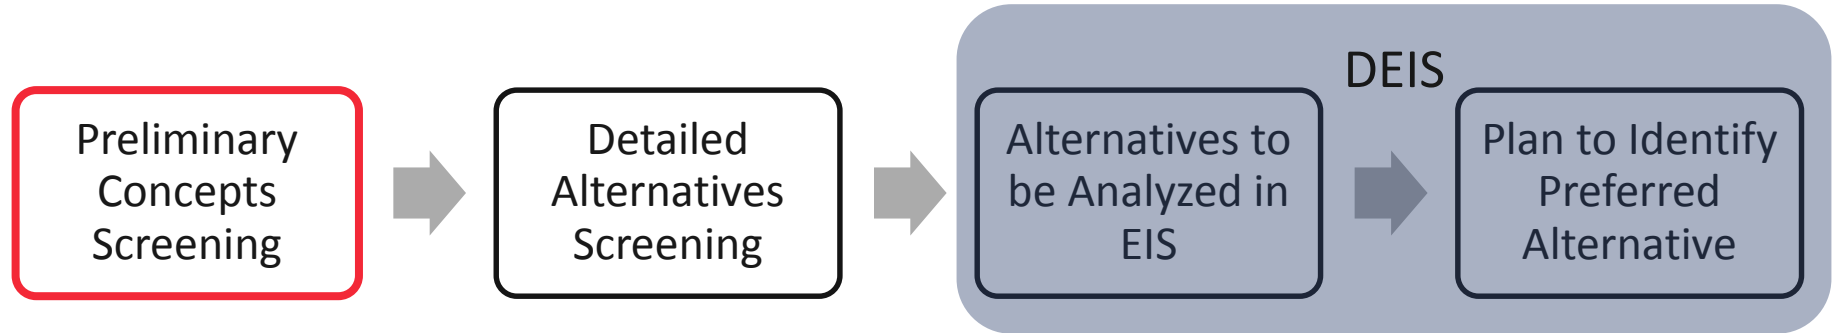 Preliminary
Concepts
Screening
Detailed
Alternatives
Screening
DEIS
Alternatives to
be Analyzed in
EIS
Plan to Identify
Preferred
Alternative